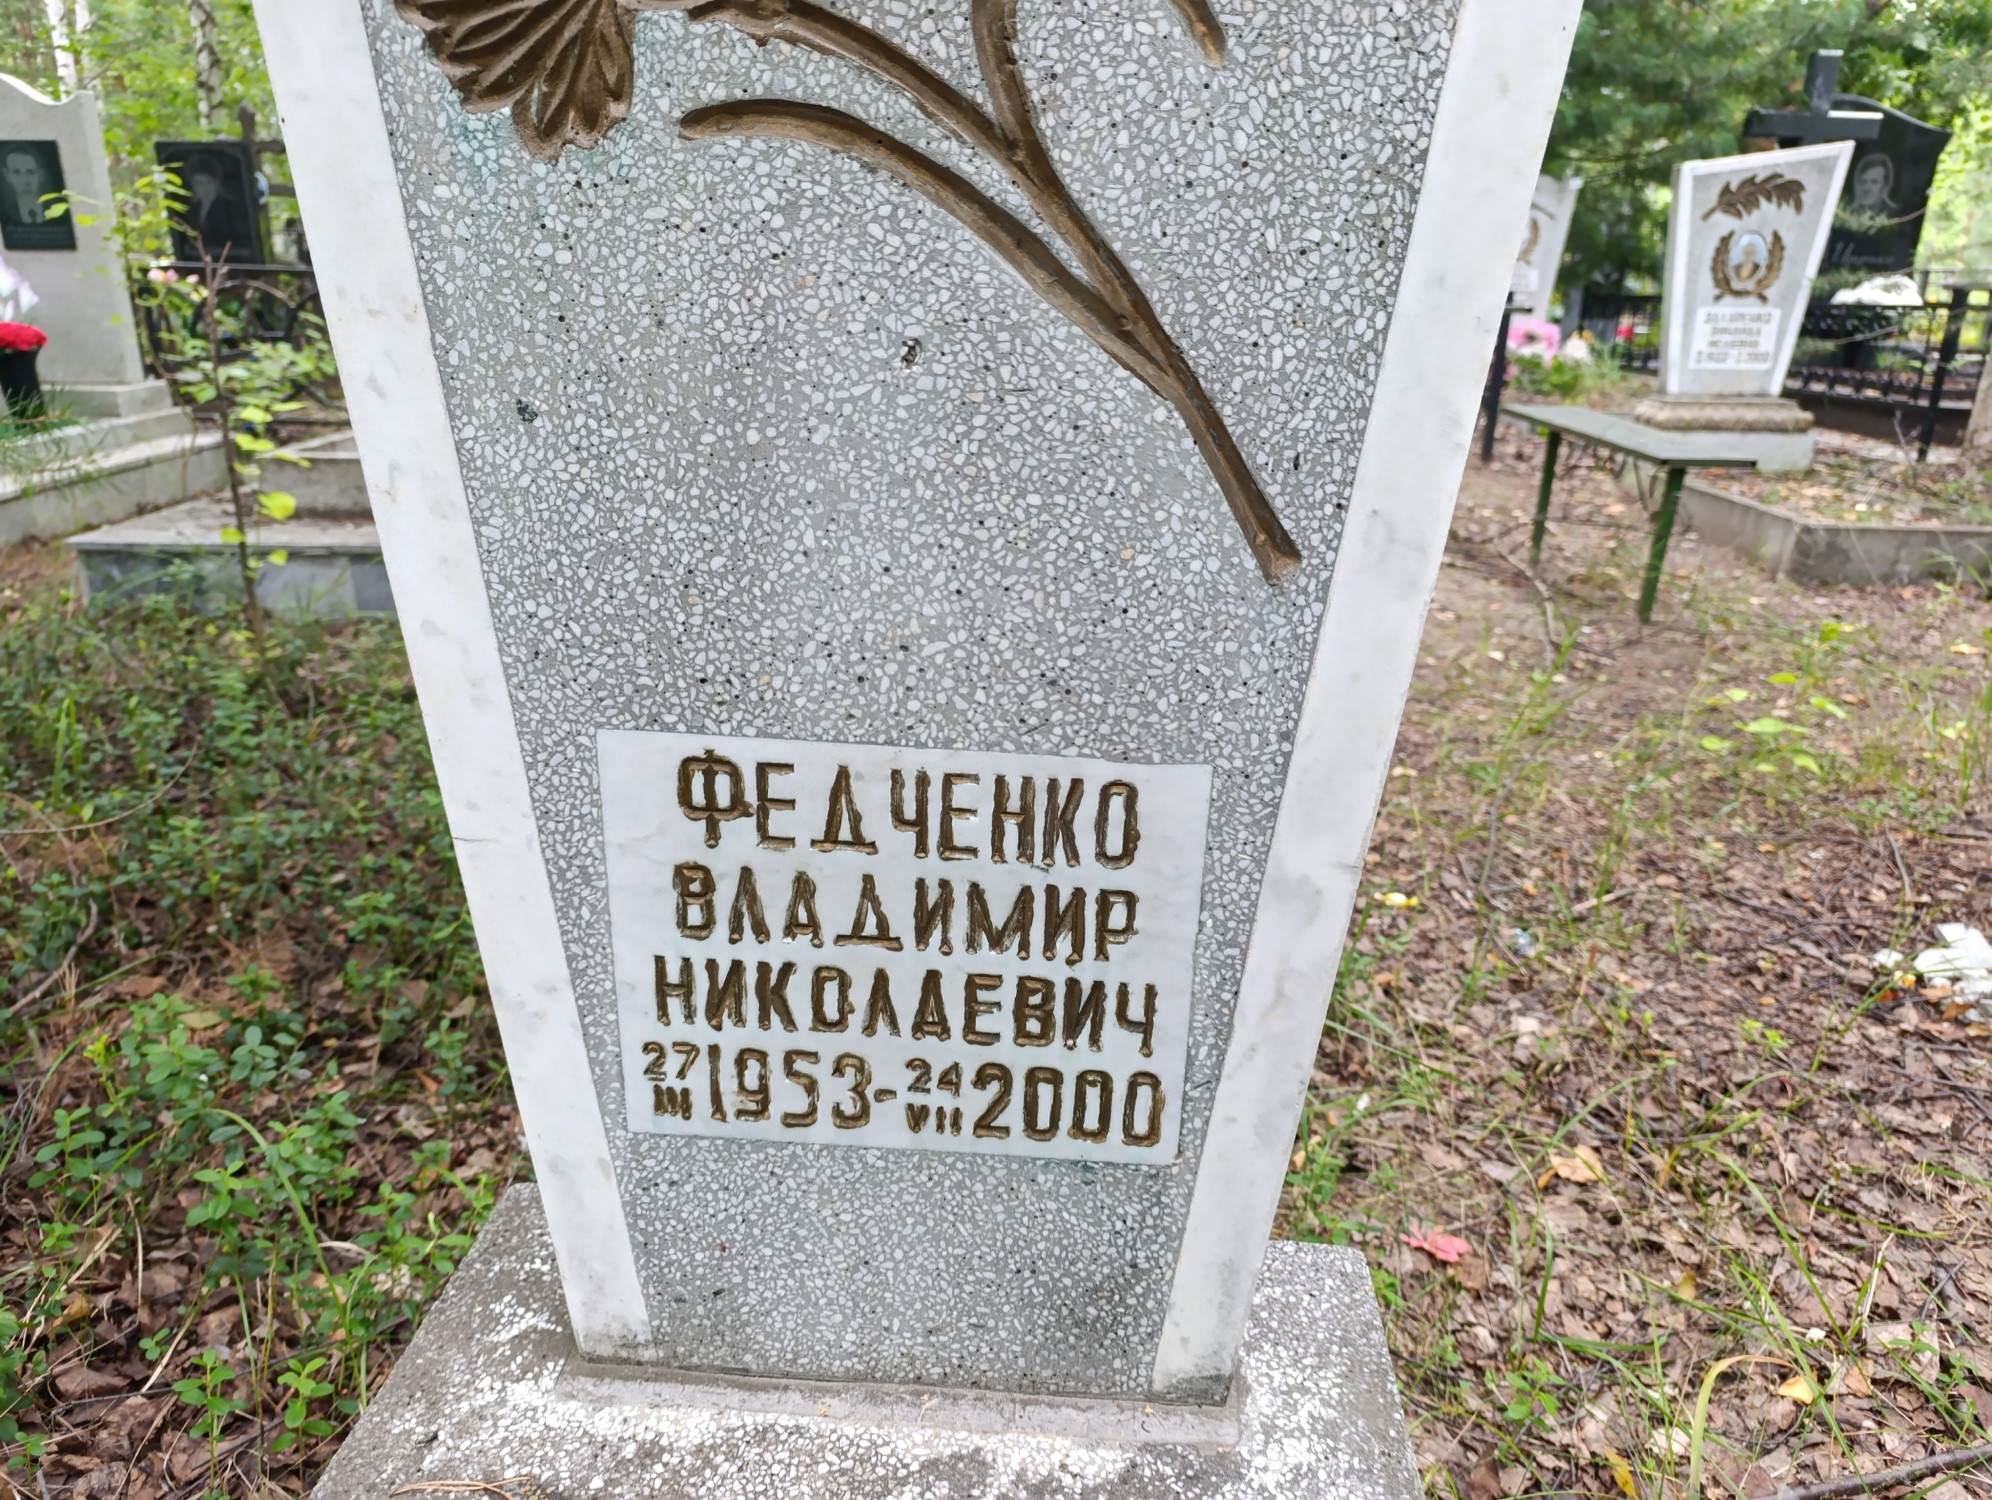 ФЕДЧЕНКО
ВЛАДИМИР
НИКОЛАЕВИЧ
27/III 1953 - 24/VII 2000